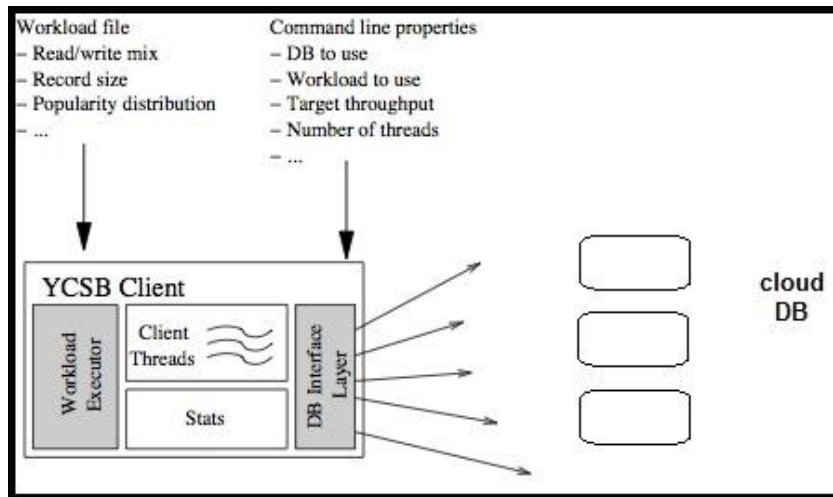 Workload file
– Read/write mix
– Record size
– Popularity distribution
– ...
Command line properties
– DB to use
– Workload to use
– Target throughput
– Number of threads
– ...
YCSB Client
Workload
Executor
Client
Threads
Stats
DB Interface
Layer
cloud
DB